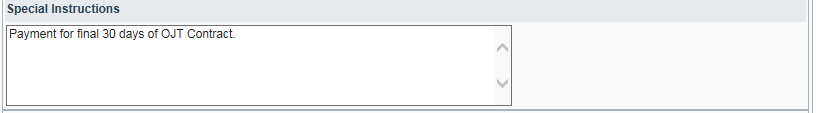 Special Instructions
Payment for final 30 days of OJT Contract.